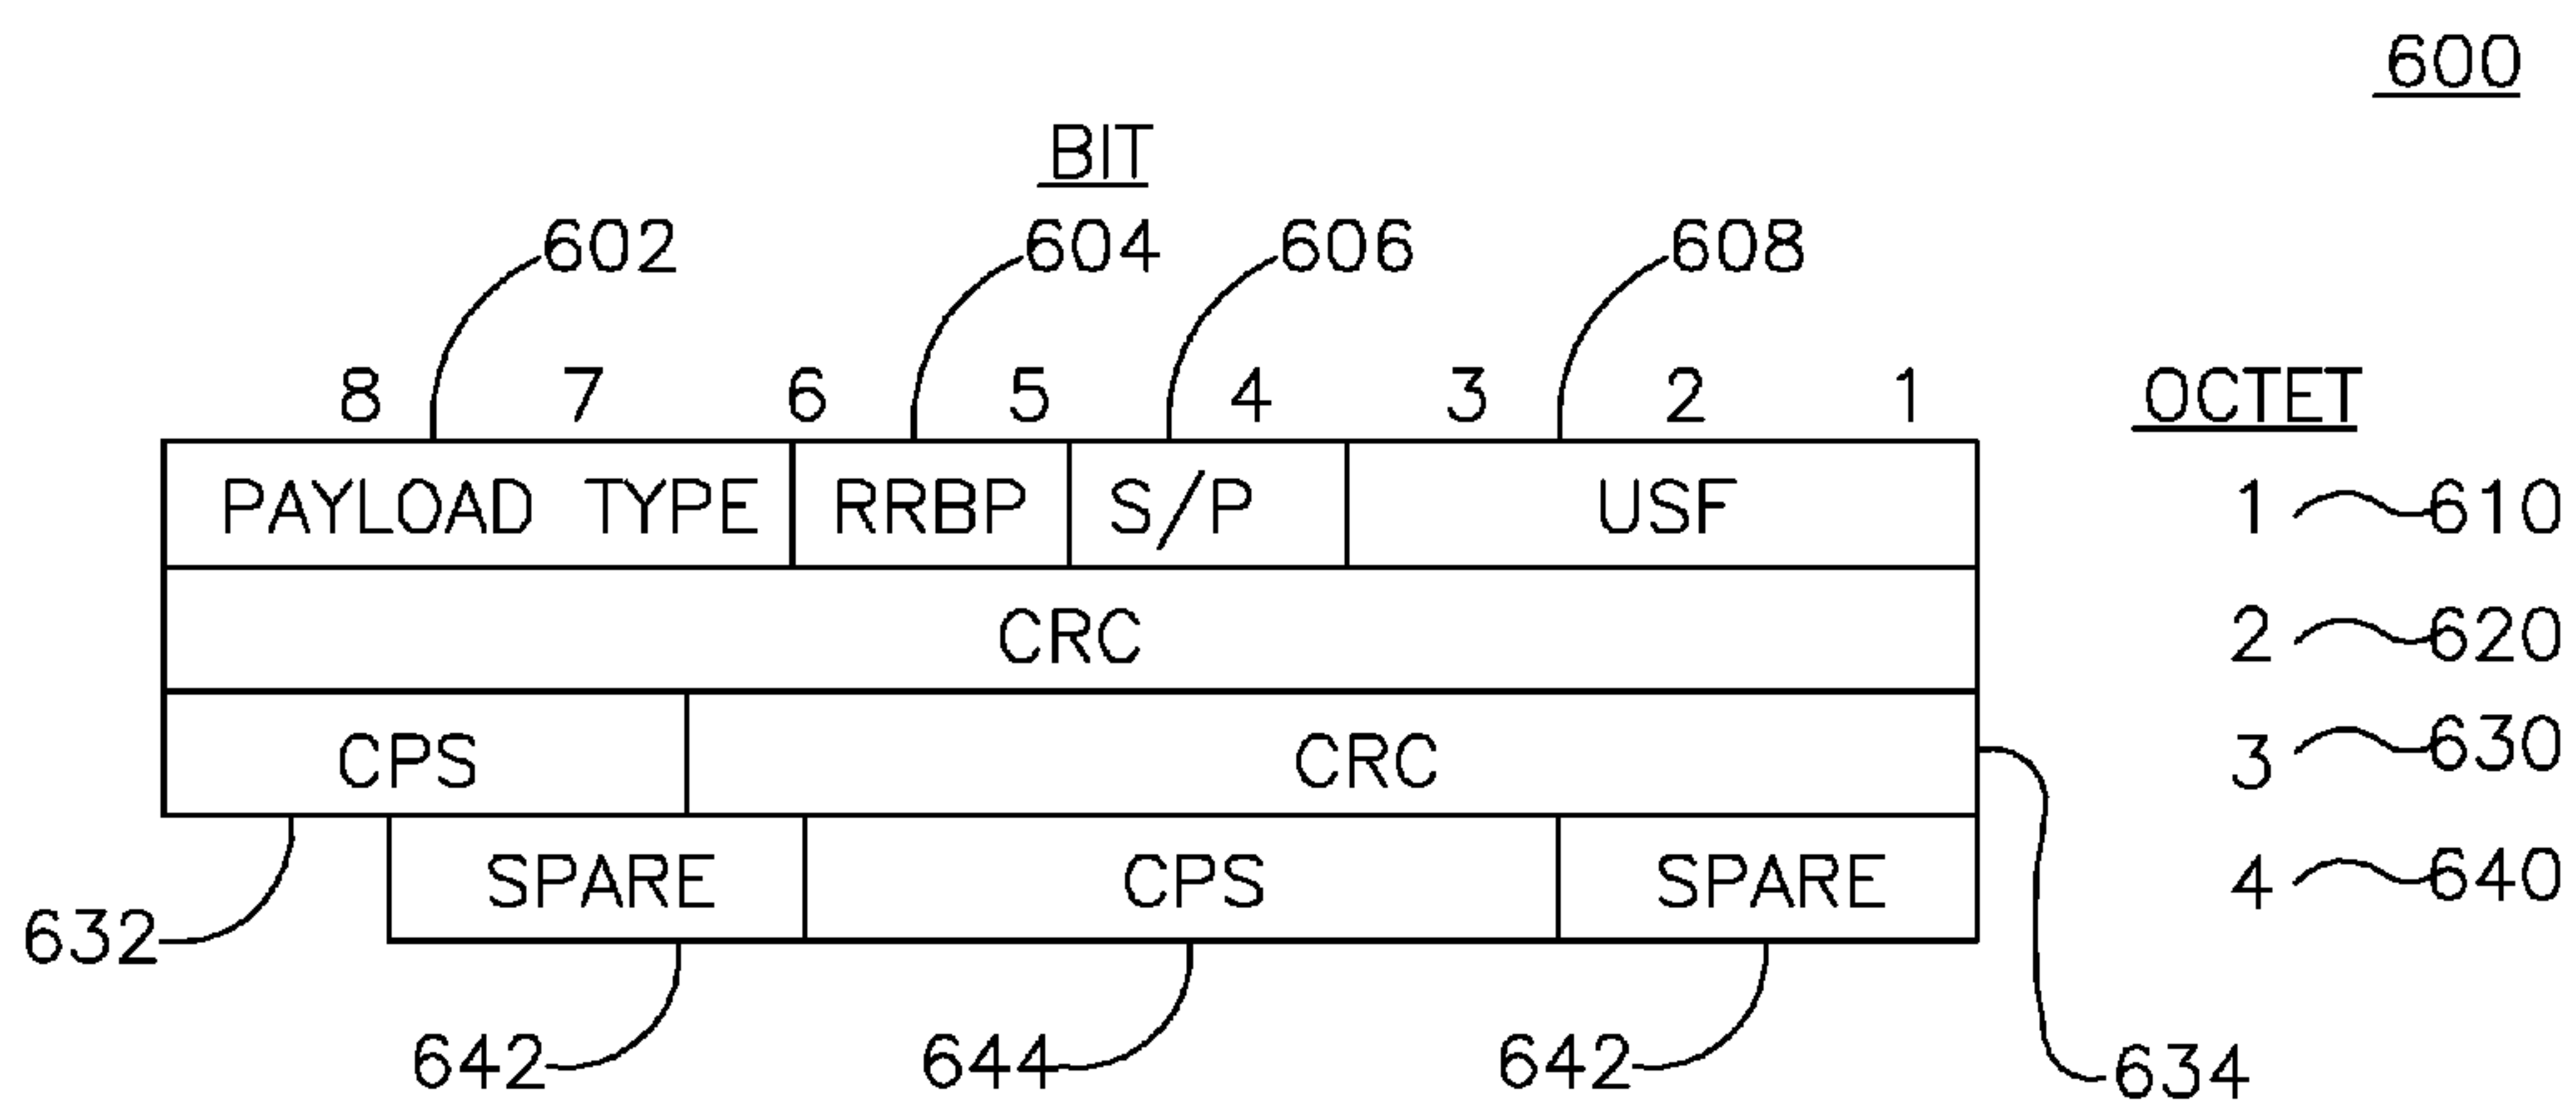 600
BIT
602 604 606 608
8 7 6 5 4 3 2 1 OCTET
PAYLOAD TYPE RRBP S/P USF 1 610
CRC 2 620
CPS CRC 3 630
SPARE CPS SPARE 4 640
632
642 644 642 634